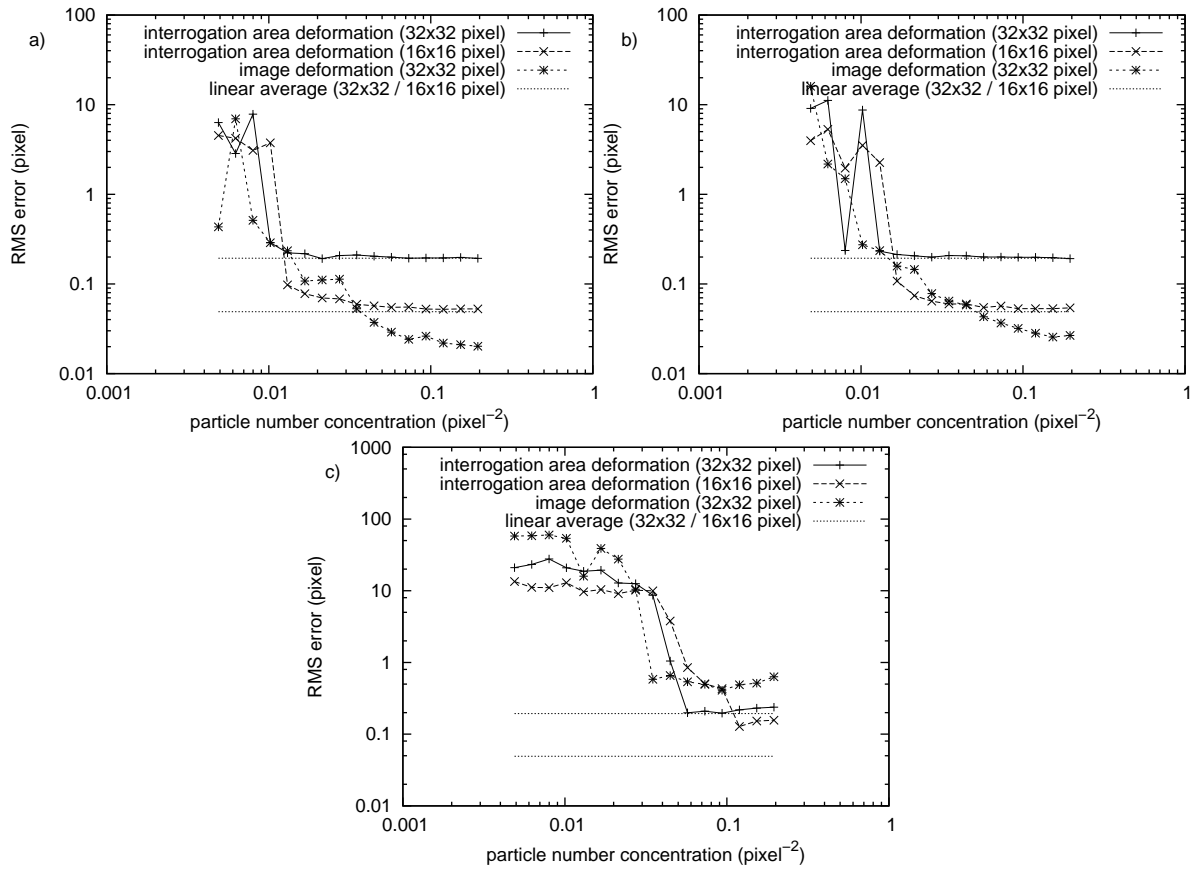 a)
interrogation area deformation (32x32 pixel)
interrogation area deformation (16x16 pixel)
image deformation (32x32 pixel)
linear average (32x32 / 16x16 pixel)
RMS error (pixel)
100
10
1
0.1
0.01
0.001
0.01
0.1
1
particle number concentration (pixel⁻²)
b)
interrogation area deformation (32x32 pixel)
interrogation area deformation (16x16 pixel)
image deformation (32x32 pixel)
linear average (32x32 / 16x16 pixel)
RMS error (pixel)
100
10
1
0.1
0.01
0.001
0.01
0.1
1
particle number concentration (pixel⁻²)
c)
interrogation area deformation (32x32 pixel)
interrogation area deformation (16x16 pixel)
image deformation (32x32 pixel)
linear average (32x32 / 16x16 pixel)
RMS error (pixel)
1000
100
10
1
0.1
0.01
0.001
0.01
0.1
1
particle number concentration (pixel⁻²)